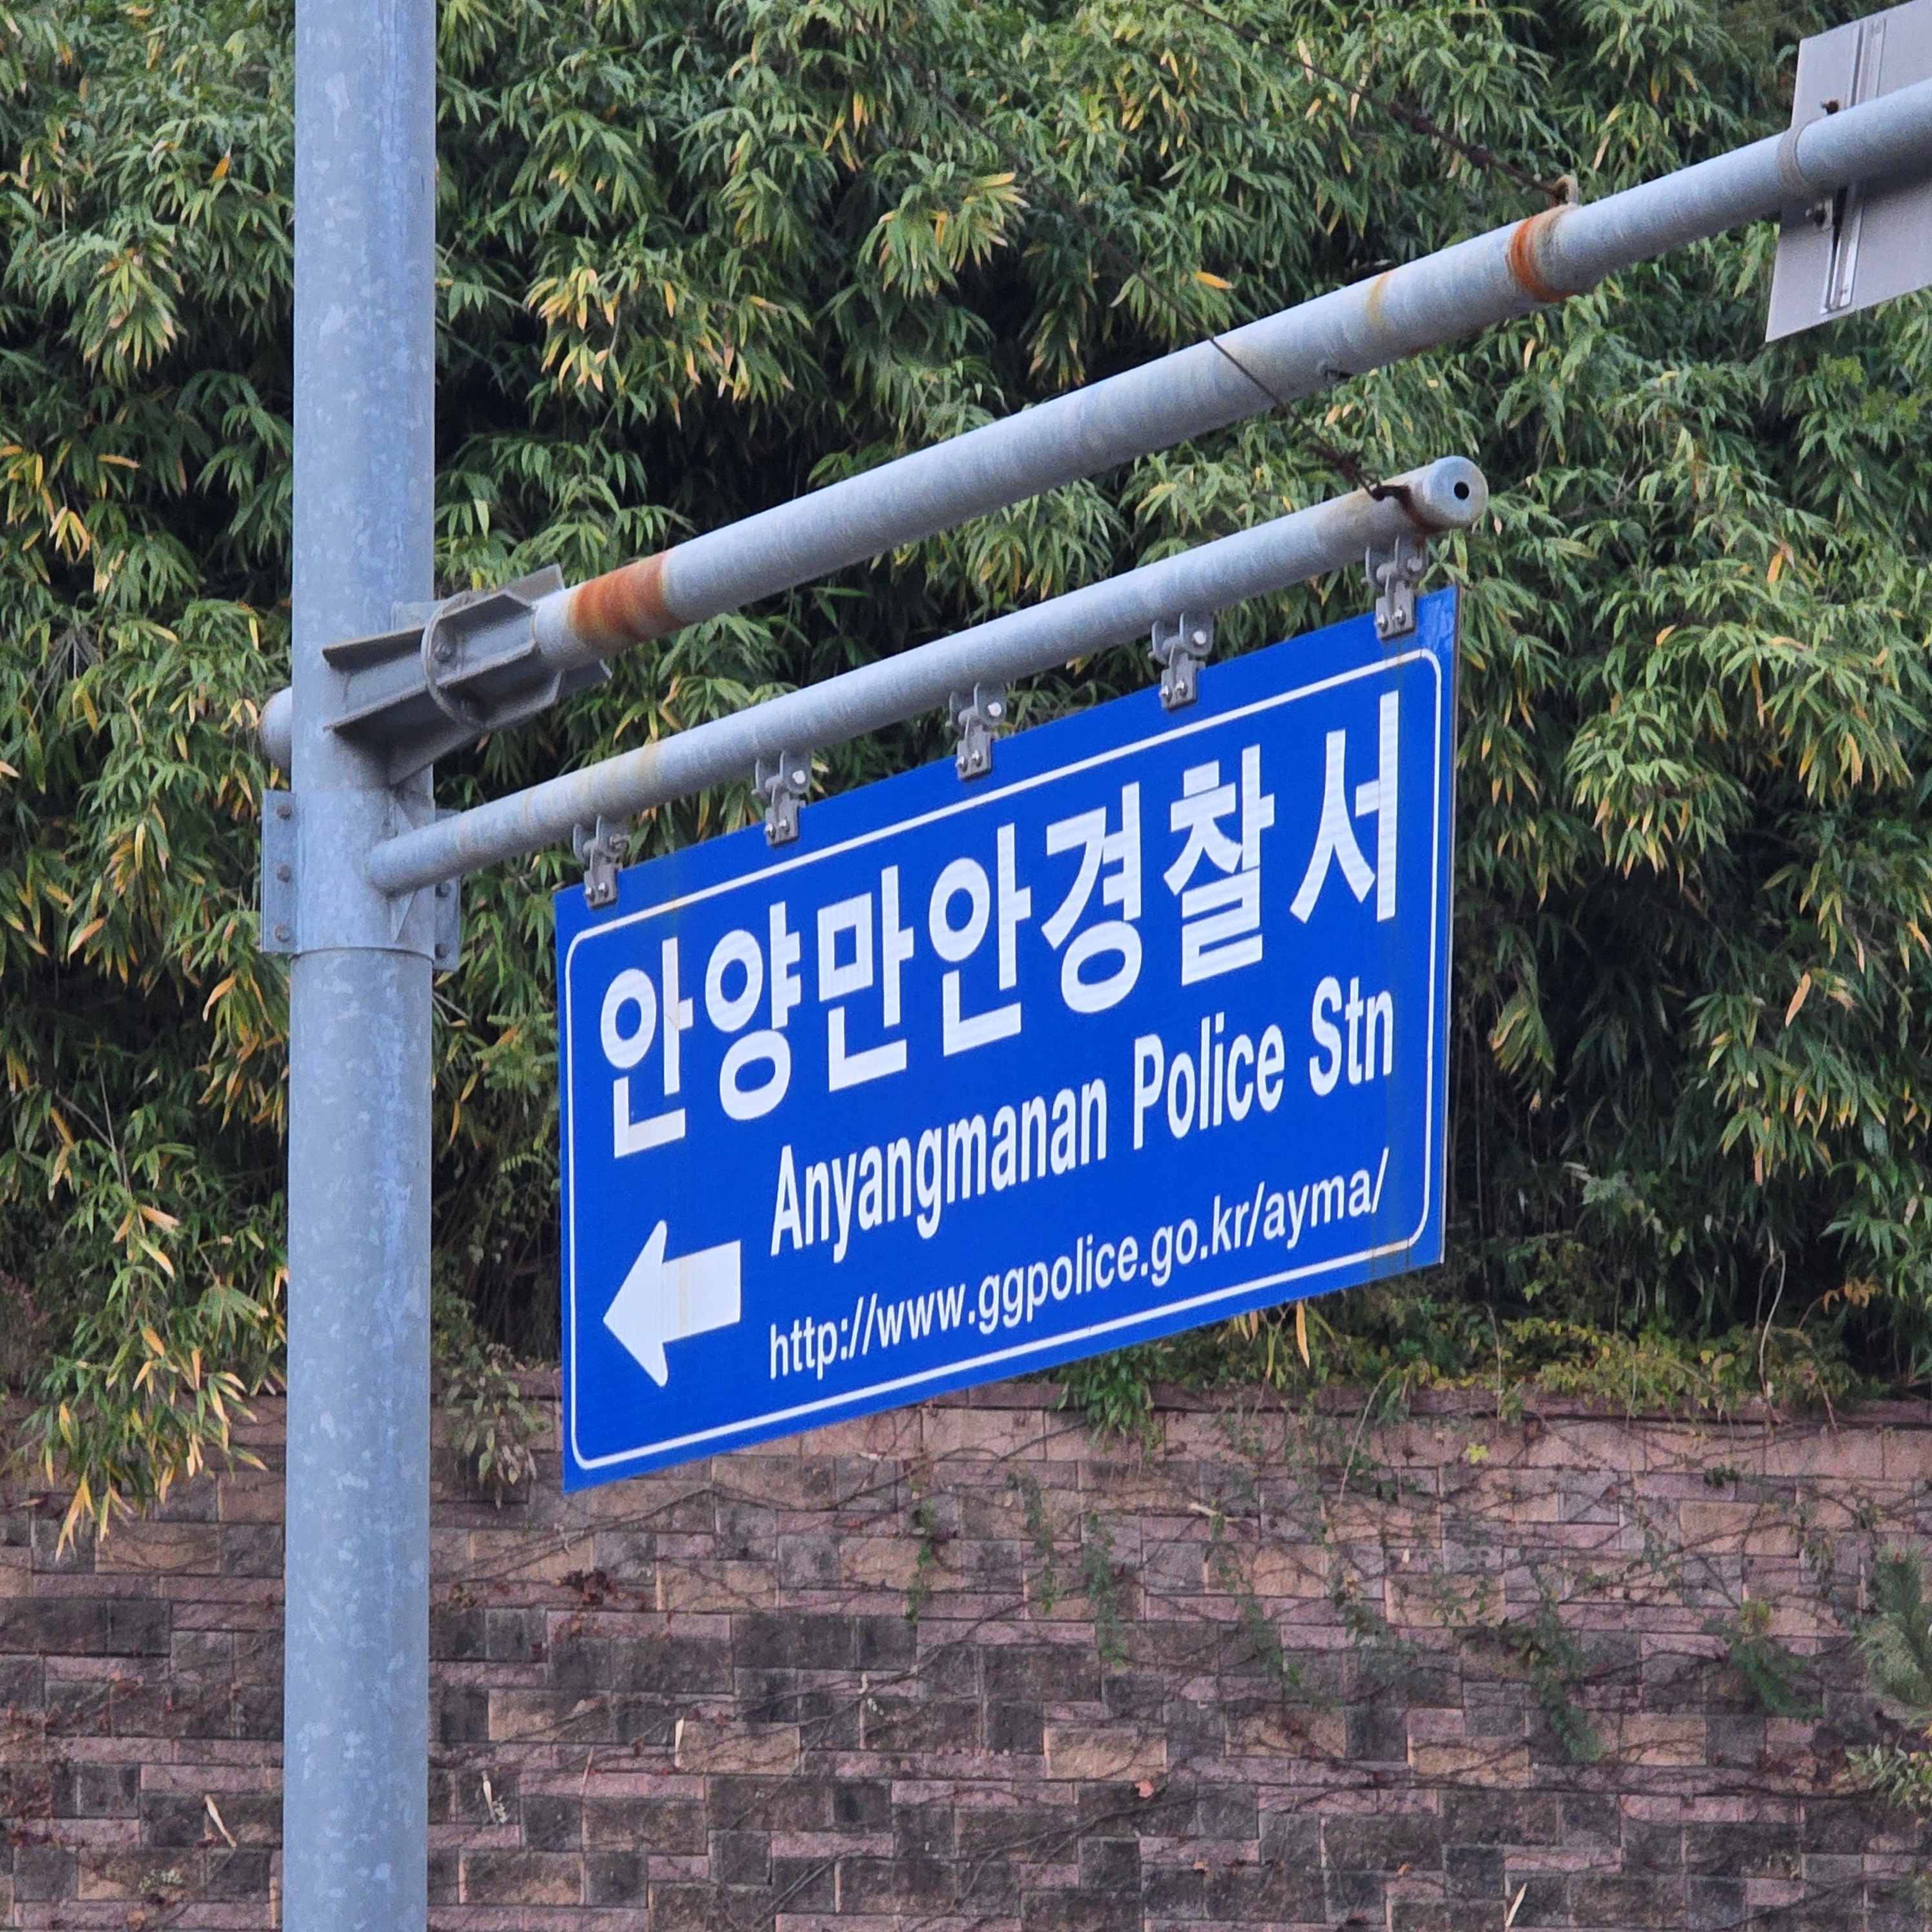 안양만안경찰서
Anyangmanan Police Stn
http://www.ggpolice.go.kr/ayma/